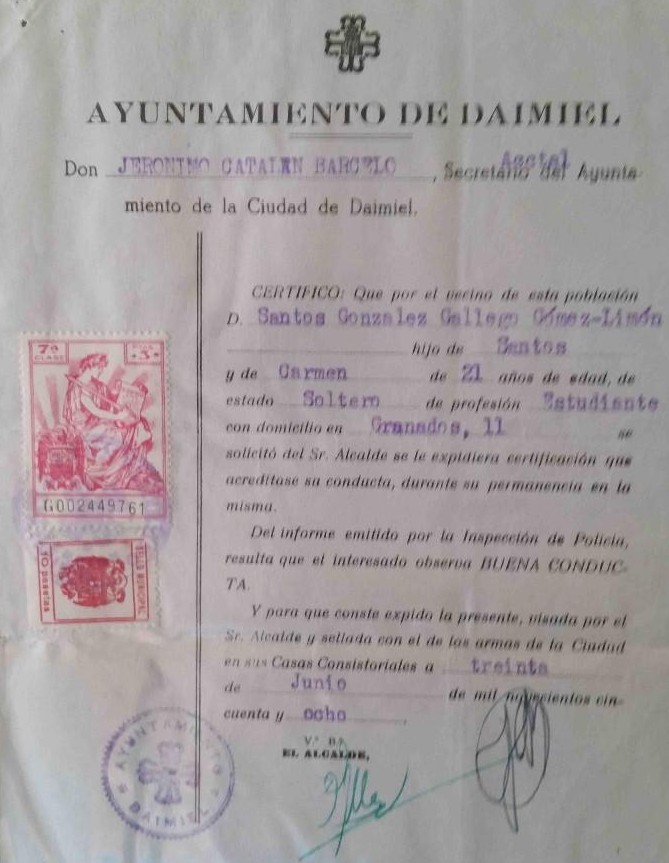 AYUNTAMIENTO DE DAIMIEL
Acctal
Don JERONIMO CATALAN BARCELO, Secretario del Ayunta-
miento de la Ciudad de Daimiel.
CERTIFICO: Que por el vecino de esta población
D. Santos Gonzalez Gallego Gómez-Limón
hijo de Santos
y de Carmen de 21 años de edad, de
estado Soltero de profesión Estudiante
con domicilio en Granados, 11 se
solicitó del Sr. Alcalde se le expidiera certificación que
acreditase su conducta, durante su permanencia en la
misma.
Del informe emitido por la Inspección de Policía,
resulta que el interesado observa BUENA CONDUC-
TA.
Y para que conste expido la presente, visada por el
Sr. Alcalde y sellada con el de las armas de la Ciudad
en sus Casas Consistoriales a treinta
de Junio de mil novecientos cin-
cuenta y ocho
V.º B.º
EL ALCALDE,
7ª CLASE
G002449761
SELLO MUNICIPAL
10 pesetas
AYUNTAMIENTO
DAIMIEL